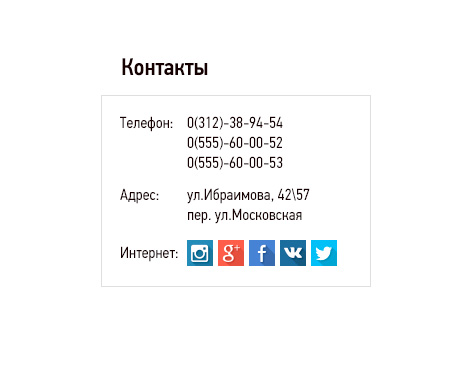 Контакты
Телефон: 0(312)-38-94-54
0(555)-60-00-52
0(555)-60-00-53
Адрес: ул.Ибраимова, 42\57
пер. ул.Московская
Интернет: